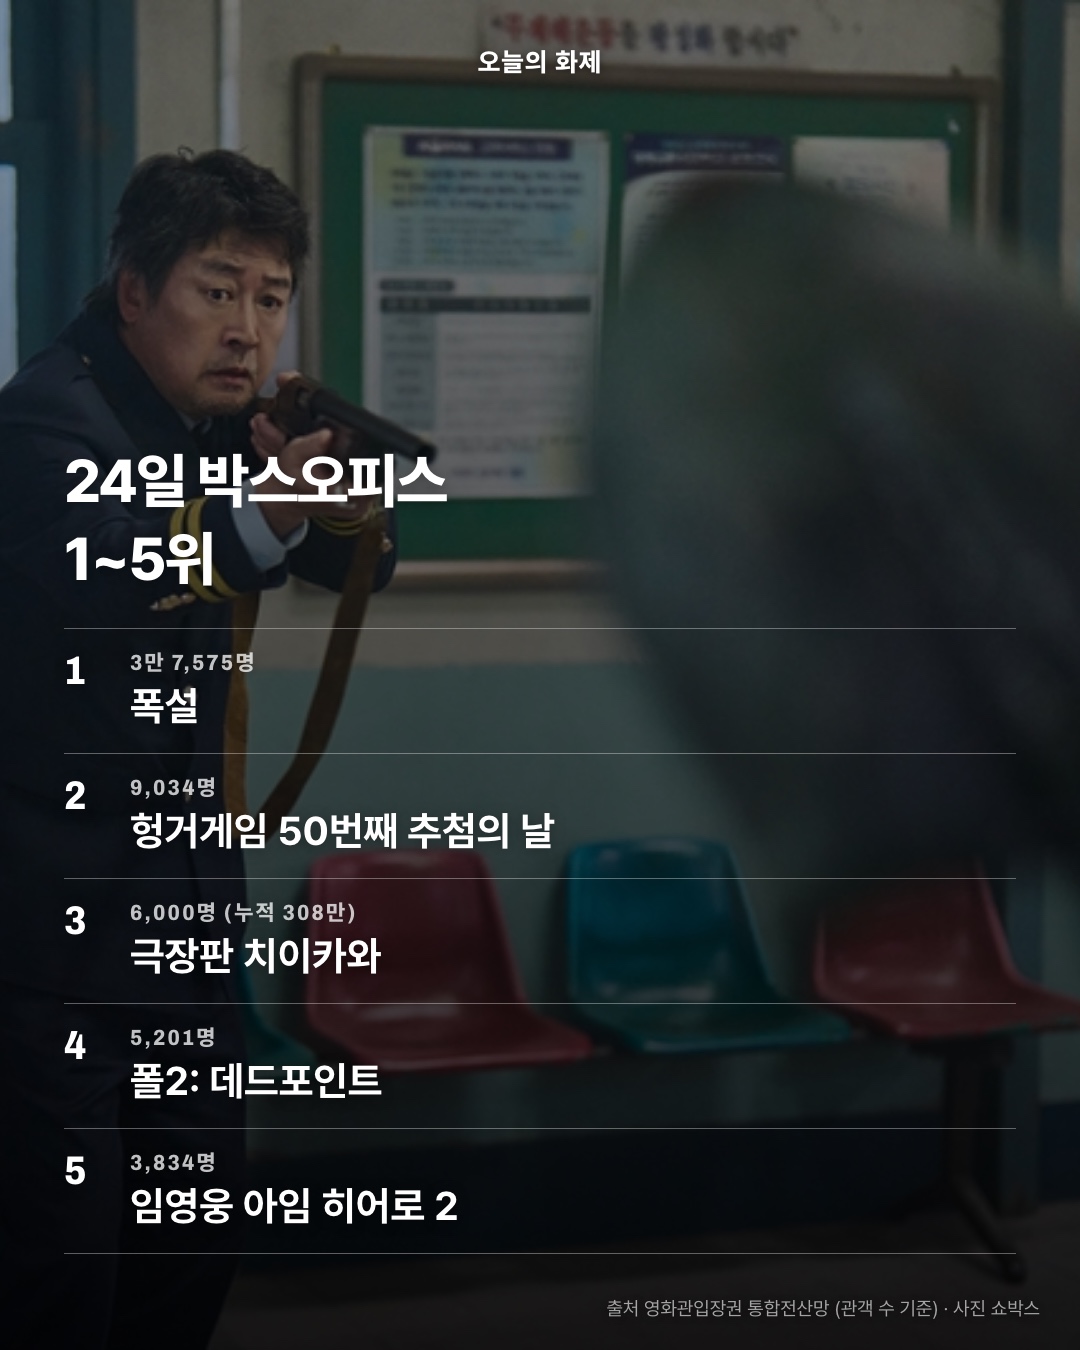 오늘의 화제
24일 박스오피스
1~5위
1
3만 7,575명
폭설
2
9,034명
헝거게임 50번째 추첨의 날
3
6,000명 (누적 308만)
극장판 치이카와
4
5,201명
폴2: 데드포인트
5
3,834명
임영웅 아임 히어로 2
출처 영화관입장권 통합전산망 (관객 수 기준) · 사진 쇼박스